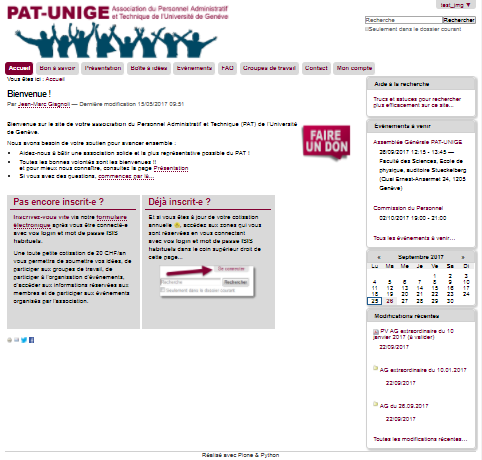 PAT-UNIGE Association du Personnel Administratif
et Technique de l'Université de Genève
test_img ▼
Recherche Rechercher
Seulement dans le dossier courant
Accueil Bon à savoir Présentation Boîte à idées Evénements FAQ Groupes de travail Contact Mon compte
Vous êtes ici : Accueil
Bienvenue !
Par Jean-Marc Giagnoli — Dernière modification 15/05/2017 09:51
Bienvenue sur le site de votre association du Personnel Administratif et Technique (PAT) de l'Université
de Genève.
Nous avons besoin de votre soutien pour avancer ensemble :
Aidez-nous à bâtir une association solide et la plus représentative possible du PAT !
Toutes les bonnes volontés sont les bienvenues !!
et pour mieux nous connaître, consultez la page Présentation
Si vous avez des questions, commencez par là...
FAIRE
UN DON
Pas encore inscrit-e ?
Inscrivez-vous vite via notre formulaire
électronique après vous être connecté-e
avec vos login et mot de passe ISIS
habituels.
Une toute petite cotisation de 20 CHF/an
vous permettra de soumettre vos idées, de
participer aux groupes de travail, de
participer à l'organisation d'événements,
d'accéder aux informations réservées aux
membres et de participer aux événements
organisés par l'association.
Déjà inscrit-e ?
Et si vous êtes à jour de votre cotisation
annuelle , accédez aux zones qui vous
sont réservées en vous connectant
avec vos login et mot de passe ISIS
habituels dans le coin supérieur droit de
cette page...
Se connecter
Recherche Rechercher
Seulement dans le dossier courant
Aide à la recherche
Trucs et astuces pour rechercher
plus efficacement sur ce site...
Evénements à venir
Assemblée Générale PAT-UNIGE
26/09/2017 12:15 - 13:45 —
Faculté des Sciences, Ecole de
physique, auditoire Stueckelberg
(Quai Ernest-Ansermet 24, 1205
Genève)
Commission du Personnel
02/10/2017 19:00 - 21:00
Tous les événements à venir...
« Septembre 2017 »
Lu Ma Me Je Ve Sa Di
1 2 3
4 5 6 7 8 9 10
11 12 13 14 15 16 17
18 19 20 21 22 23 24
25 26 27 28 29 30
Modifications récentes
PV AG extraordinaire du 10
janvier 2017 (à valider)
22/09/2017
AG extraordinaire du 10.01.2017
22/09/2017
AG du 26.09.2017
22/09/2017
Toutes les modifications récentes...
Réalisé avec Plone & Python